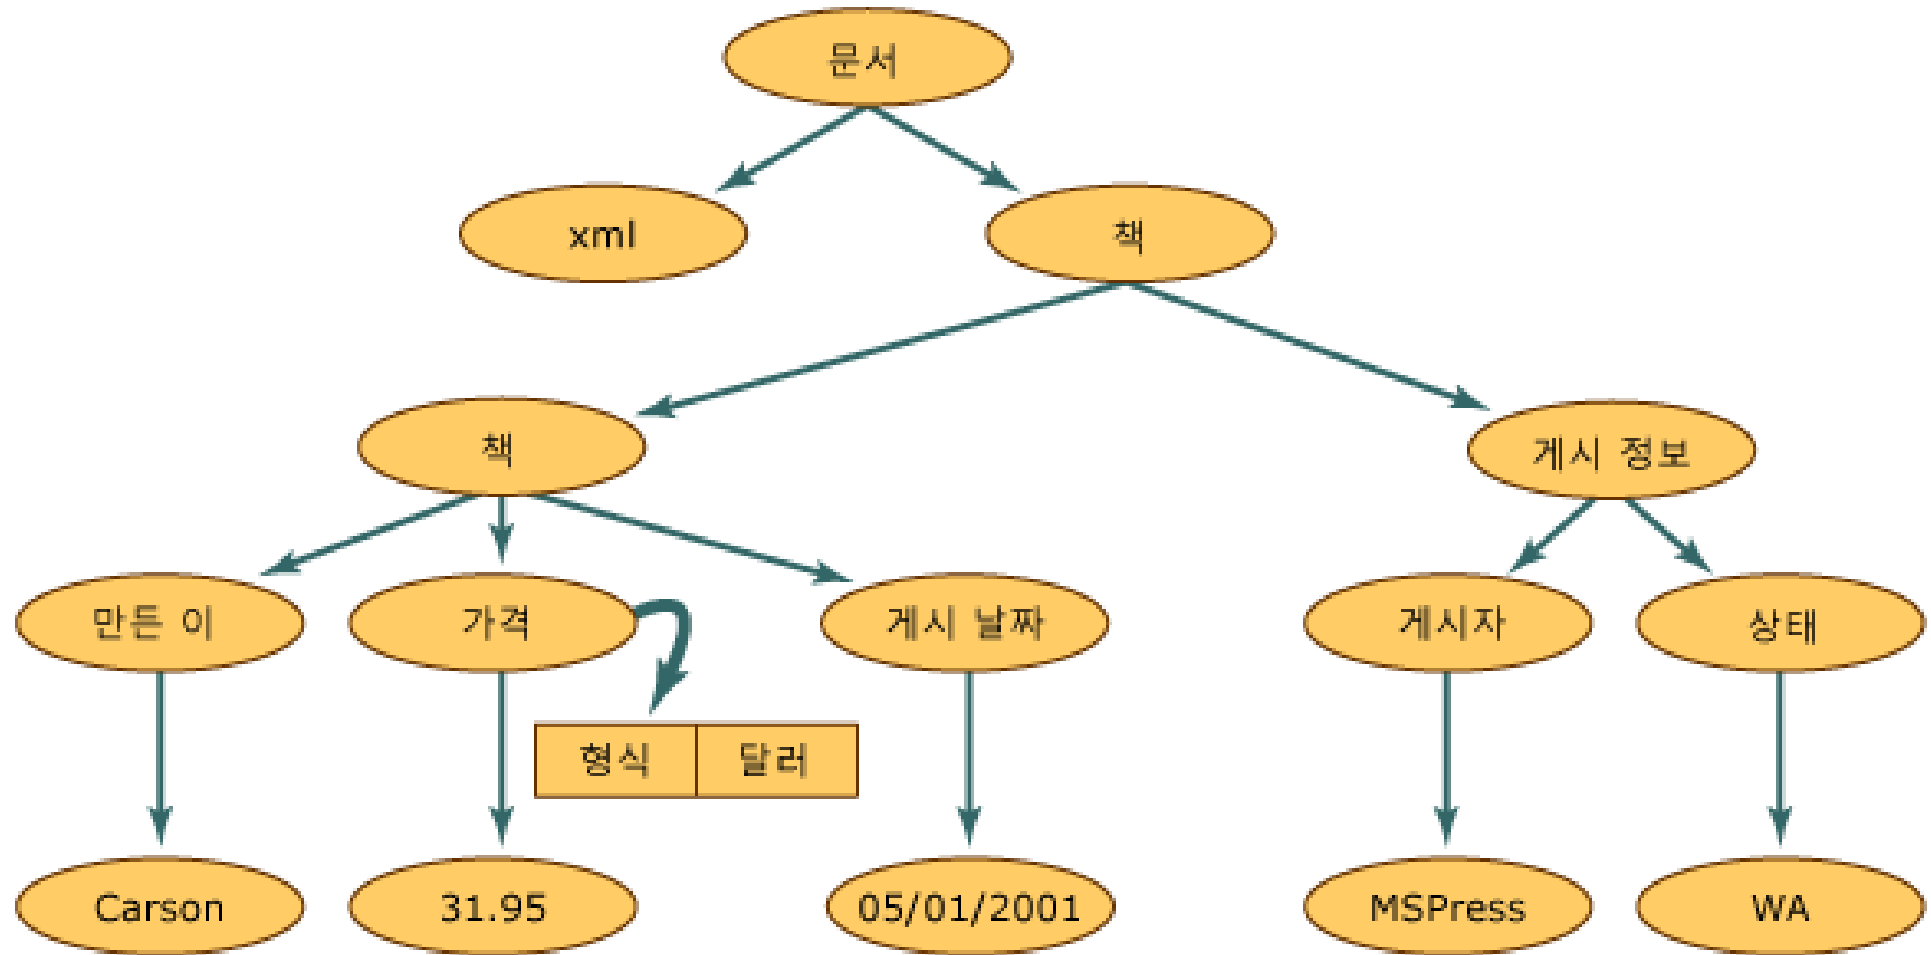 문서
xml
책
책
게시 정보
만든 이
가격
게시 날짜
게시자
상태
형식
달러
Carson
31.95
05/01/2001
MSPress
WA